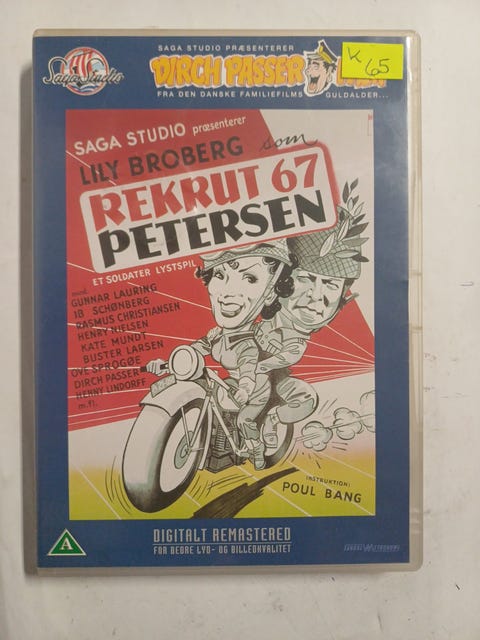 SAGA STUDIO PRÆSENTERER
Saga Studio
DIRCH PASSER
K 65
FRA DEN DANSKE FAMILIEFILMS GULDALDER...
SAGA STUDIO præsenterer
LILY BROBERG som
REKRUT 67
PETERSEN
ET SOLDATER LYSTSPIL
med
GUNNAR LAURING
IB SCHØNBERG
RASMUS CHRISTIANSEN
HENRY NIELSEN
KATE MUNDT
BUSTER LARSEN
OVE SPROGØE
DIRCH PASSER
HENNY LINDORFF
m.fl.
INSTRUKTION:
POUL BANG
A
DIGITALT REMASTERED
FOR BEDRE LYD- OG BILLEDKVALITET